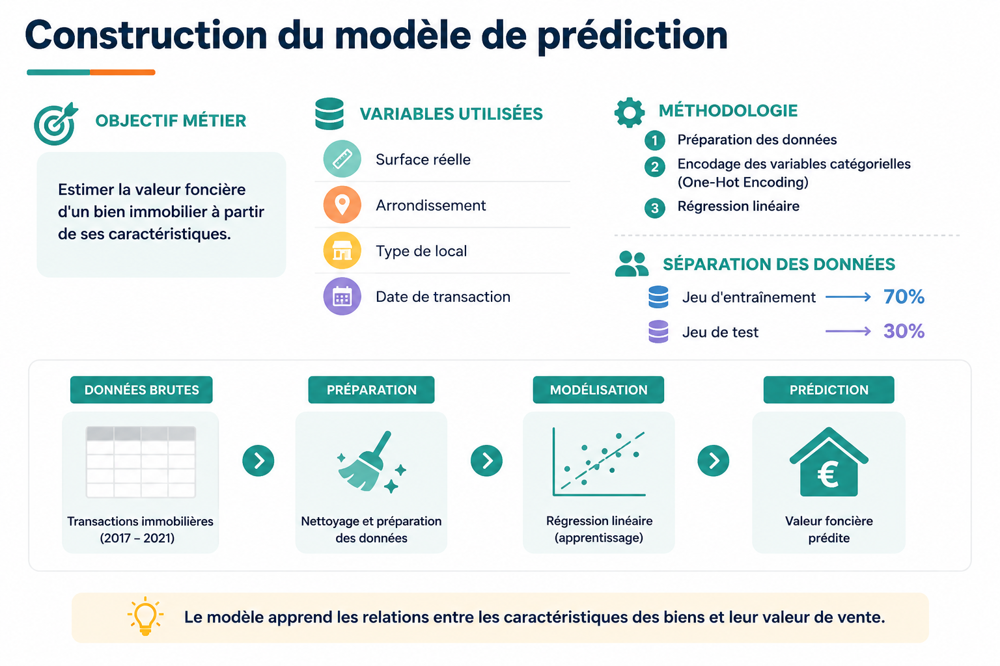 Construction du modèle de prédiction
OBJECTIF MÉTIER
Estimer la valeur foncière
d'un bien immobilier à partir
de ses caractéristiques.
VARIABLES UTILISÉES
Surface réelle
Arrondissement
Type de local
Date de transaction
MÉTHODOLOGIE
1 Préparation des données
2 Encodage des variables catégorielles
(One-Hot Encoding)
3 Régression linéaire
SÉPARATION DES DONNÉES
Jeu d'entraînement 70%
Jeu de test 30%
DONNÉES BRUTES
Transactions immobilières
(2017 – 2021)
PRÉPARATION
Nettoyage et préparation
des données
MODÉLISATION
Régression linéaire
(apprentissage)
PRÉDICTION
€
Valeur foncière
prédite
Le modèle apprend les relations entre les caractéristiques des biens et leur valeur de vente.